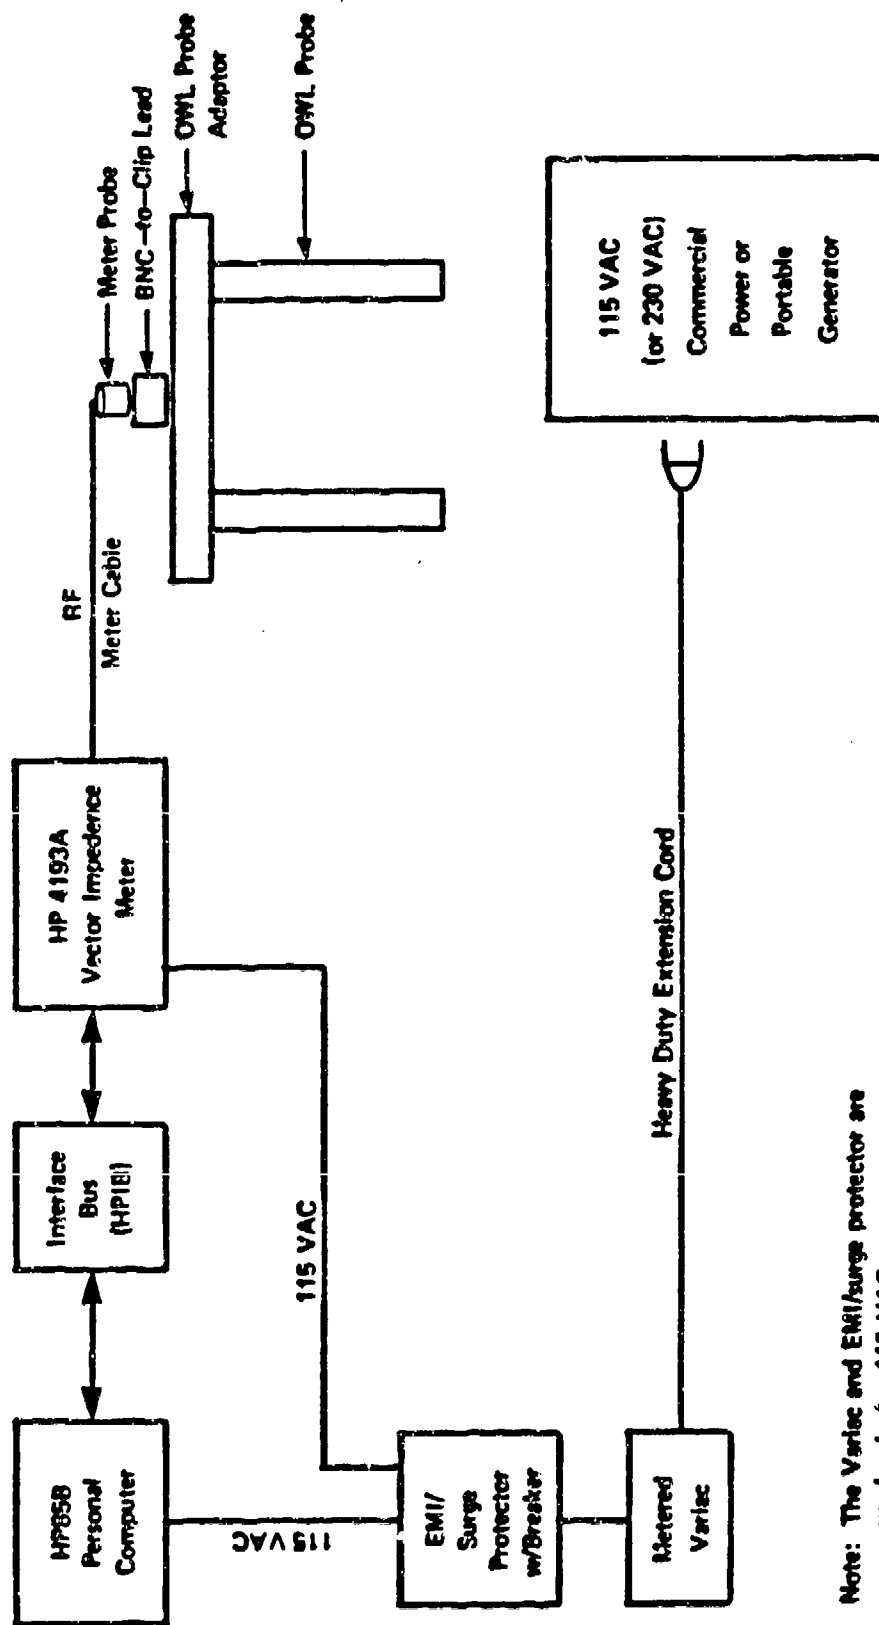 HP85B
Personal
Computer
Interface
Bus
(HPIB)
HP 4193A
Vector Impedence
Meter
RF
Meter Cable
Meter Probe
BNC-to-Clip Lead
OWL Probe
Adaptor
OWL Probe
115 VAC
115 VAC
EMI/
Surge
Protector
w/Breaker
Metered
Variac
Heavy Duty Extension Cord
115 VAC
(or 230 VAC)
Commercial
Power or
Portable
Generator
Note: The Variac and EMI/surge protector are